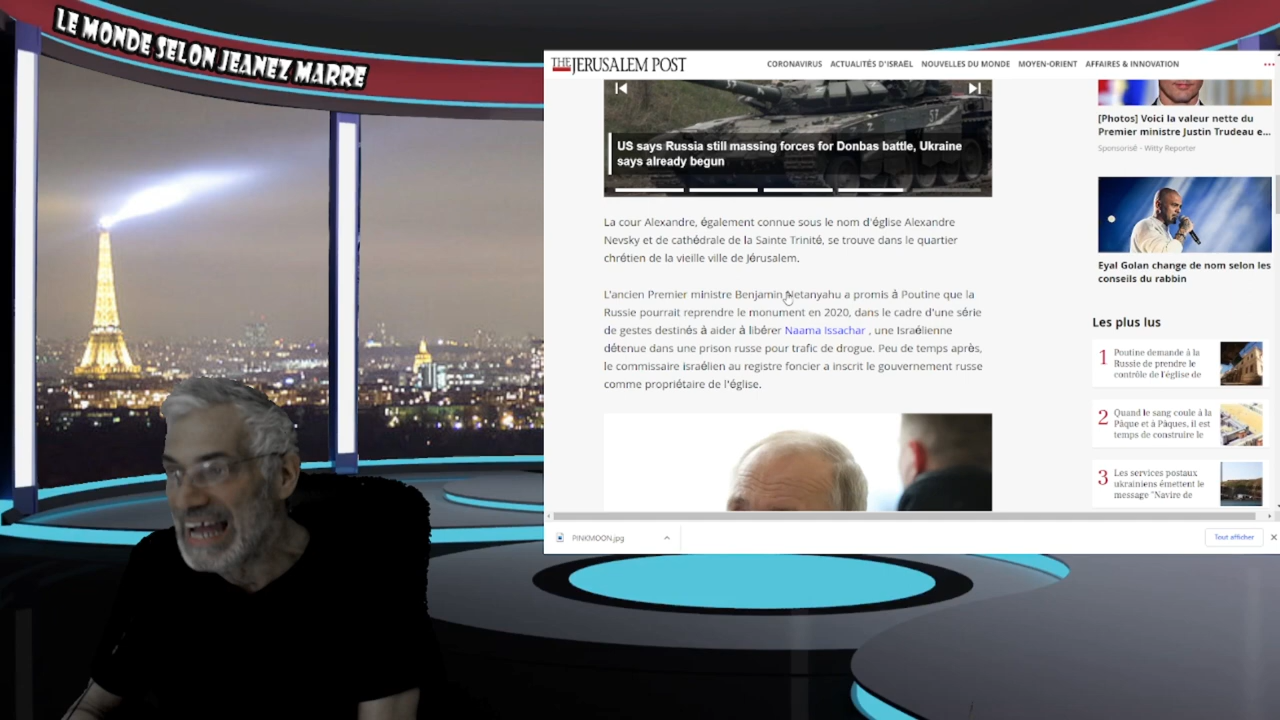 LE MONDE SELON JEANEZ MARRE
THE JERUSALEM POST
CORONAVIRUS ACTUALITÉS D'ISRAËL NOUVELLES DU MONDE MOYEN-ORIENT AFFAIRES & INNOVATION
US says Russia still massing forces for Donbas battle, Ukraine
says already begun
La cour Alexandre, également connue sous le nom d'église Alexandre
Nevsky et de cathédrale de la Sainte Trinité, se trouve dans le quartier
chrétien de la vieille ville de Jérusalem.
L'ancien Premier ministre Benjamin Netanyahu a promis à Poutine que la
Russie pourrait reprendre le monument en 2020, dans le cadre d'une série
de gestes destinés à aider à libérer Naama Issachar , une Israélienne
détenue dans une prison russe pour trafic de drogue. Peu de temps après,
le commissaire israélien au registre foncier a inscrit le gouvernement russe
comme propriétaire de l'église.
[Photos] Voici la valeur nette du
Premier ministre Justin Trudeau e...
Sponsorisé - Witty Reporter
Eyal Golan change de nom selon les
conseils du rabbin
Les plus lus
1 Poutine demande à la
Russie de prendre le
contrôle de l'église de
2 Quand le sang coule à la
Pâque et à Pâques, il est
temps de construire le
3 Les services postaux
ukrainiens émettent le
message "Navire de
PINKMOON.jpg
Tout afficher